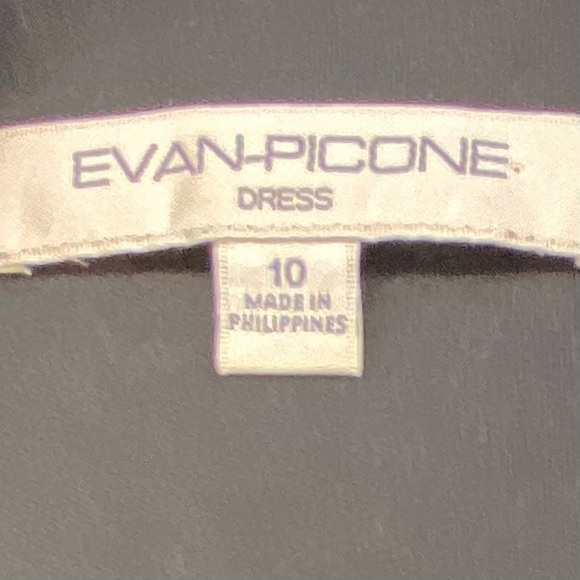 EVAN-PICONE
DRESS
10
MADE IN
PHILIPPINES